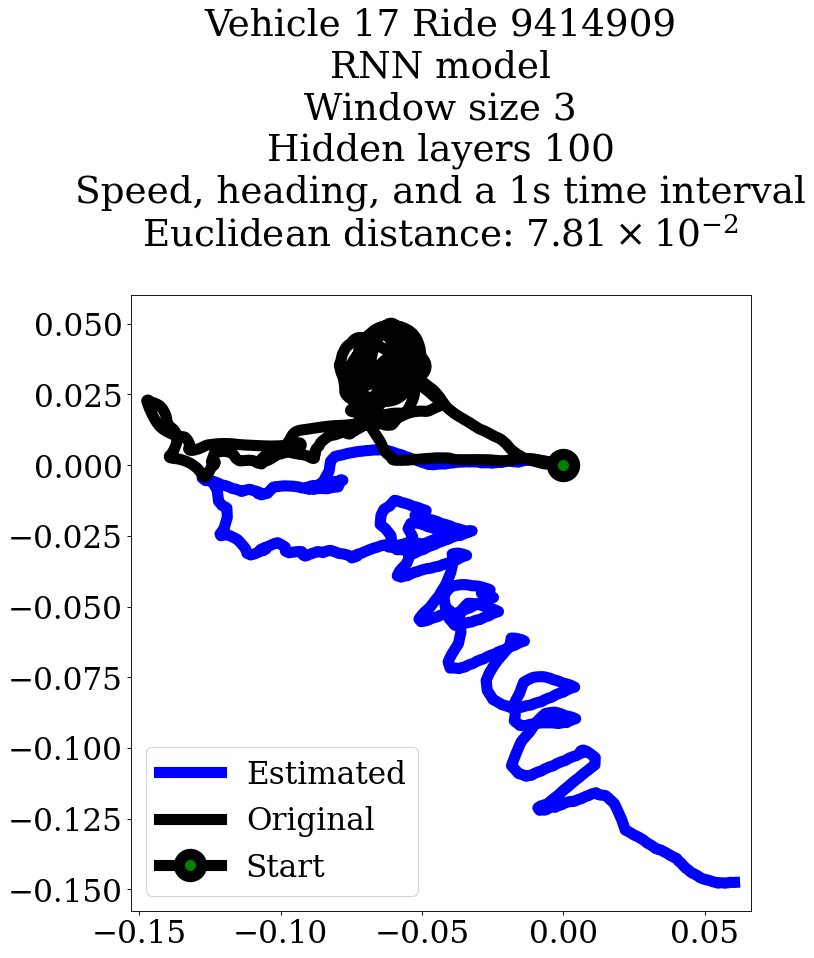 Vehicle 17 Ride 9414909
RNN model
Window size 3
Hidden layers 100
Speed, heading, and a 1s time interval
Euclidean distance: 7.81 × 10⁻²
0.050
0.025
0.000
−0.025
−0.050
−0.075
−0.100
−0.125
−0.150
Estimated
Original
Start
−0.15 −0.10 −0.05 0.00 0.05